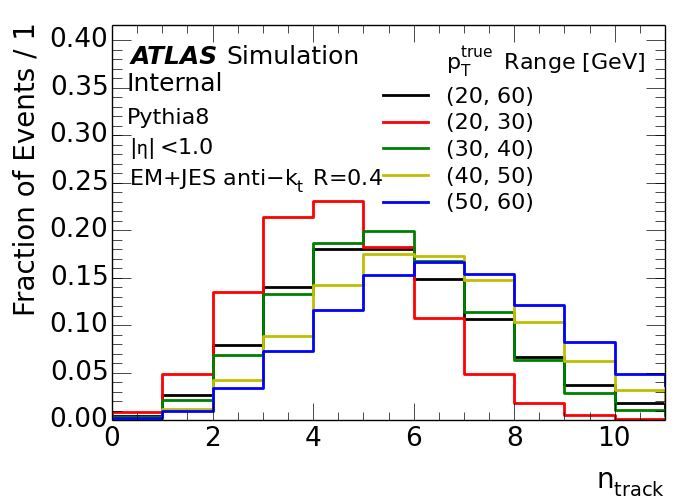 0.40
0.35
0.30
0.25
0.20
0.15
0.10
0.05
0.00
Fraction of Events / 1
ATLAS Simulation
Internal
Pythia8
|η| <1.0
EM+JES anti−kt R=0.4
pTtrue Range [GeV]
(20, 60)
(20, 30)
(30, 40)
(40, 50)
(50, 60)
0 2 4 6 8 10
ntrack